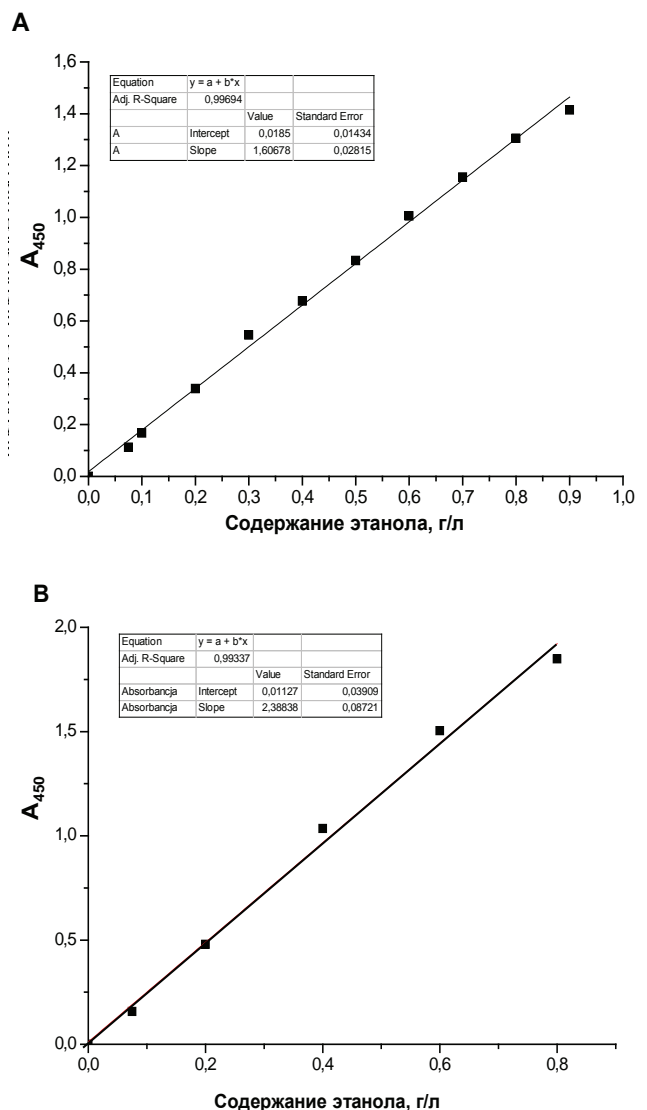 A
1,6
1,4
1,2
1,0
0,8
0,6
0,4
0,2
0,0
A450
Equation y = a + b*x
Adj. R-Square 0,99694
Value Standard Error
A Intercept 0,0185 0,01434
A Slope 1,60678 0,02815
0,0 0,1 0,2 0,3 0,4 0,5 0,6 0,7 0,8 0,9 1,0
Содержание этанола, г/л
B
2,0
1,5
1,0
0,5
0,0
A450
Equation y = a + b*x
Adj. R-Square 0,99337
Value Standard Error
Absorbancja Intercept 0,01127 0,03909
Absorbancja Slope 2,38838 0,08721
0,0 0,2 0,4 0,6 0,8
Содержание этанола, г/л